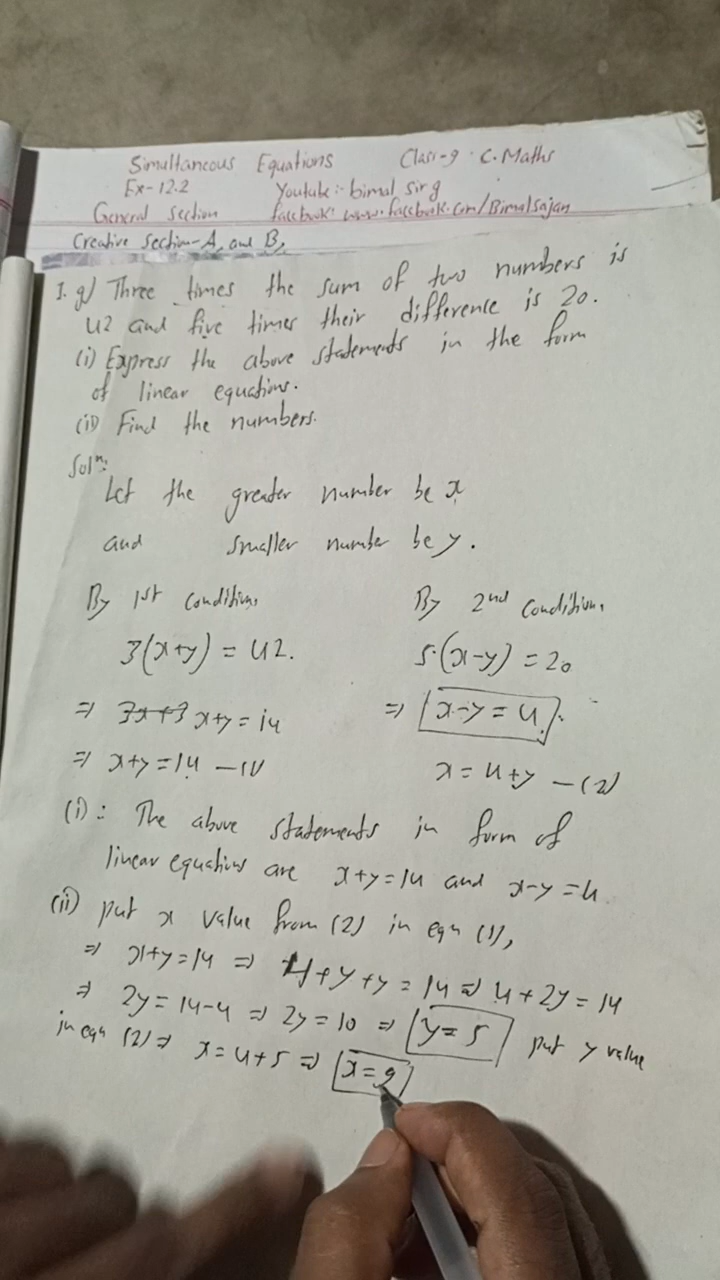 Simultaneous Equations Class-9 C. Maths
Ex-12.2 Youtube:- bimal sir g
General section facebook: www.facebook.com/Bimalsajan
Creative section-A, and B,
1. g) Three times the sum of two numbers is
42 and five times their difference is 20.
(i) Express the above statements in the form
of linear equations.
(ii) Find the numbers.
Solⁿ:
Let the greater number be x
and smaller number be y.
By 1st condition, By 2nd condition,
3(x+y) = 42. 5.(x-y) = 20
⇒ x+y = 14 ⇒ x-y = 4.
⇒ x+y = 14 —(1) x = 4+y —(2)
(i): The above statements in form of
linear equations are x+y=14 and x-y=4.
(ii) put x value from (2) in eqn (1),
⇒ x+y=14 ⇒ 4+y+y = 14 ⇒ 4+2y = 14
⇒ 2y = 14-4 ⇒ 2y = 10 ⇒ y = 5 put y value
in eqn (2) ⇒ x = 4+5 ⇒ x = 9